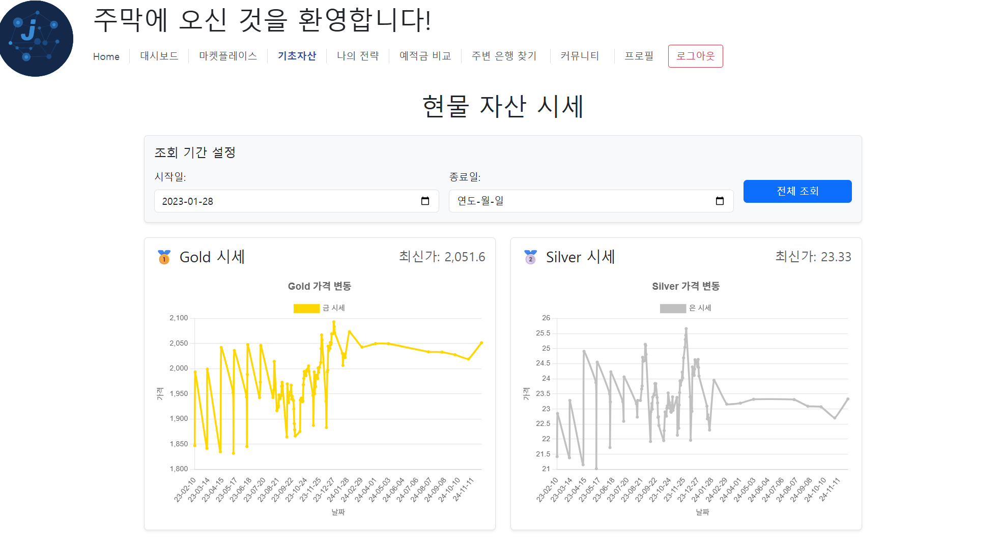 주막에 오신 것을 환영합니다!
J
Home 대시보드 마켓플레이스 기초자산 나의 전략 예적금 비교 주변 은행 찾기 커뮤니티 프로필 로그아웃
현물 자산 시세
조회 기간 설정
시작일: 종료일:
2023-01-28 연도-월-일 전체 조회
1 Gold 시세 최신가: 2,051.6
Gold 가격 변동
금 시세
2,100
2,050
2,000
1,950
1,900
1,850
1,800
가격
23-02-10 23-03-14 23-04-15 23-05-17 23-06-18 23-07-20 23-08-21 23-09-22 23-10-24 23-11-25 23-12-27 24-01-28 24-02-29 24-04-01 24-05-03 24-06-04 24-07-06 24-08-07 24-09-08 24-10-10 24-11-11
날짜
2 Silver 시세 최신가: 23.33
Silver 가격 변동
은 시세
26
25.5
25
24.5
24
23.5
23
22.5
22
21.5
21
가격
23-02-10 23-03-14 23-04-15 23-05-17 23-06-18 23-07-20 23-08-21 23-09-22 23-10-24 23-11-25 23-12-27 24-01-28 24-02-29 24-04-01 24-05-03 24-06-04 24-07-06 24-08-07 24-09-08 24-10-10 24-11-11
날짜